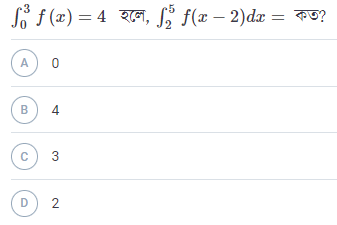 ∫₀³ f(x) = 4 হলে, ∫₂⁵ f(x − 2)dx = কত?
A 0
B 4
C 3
D 2